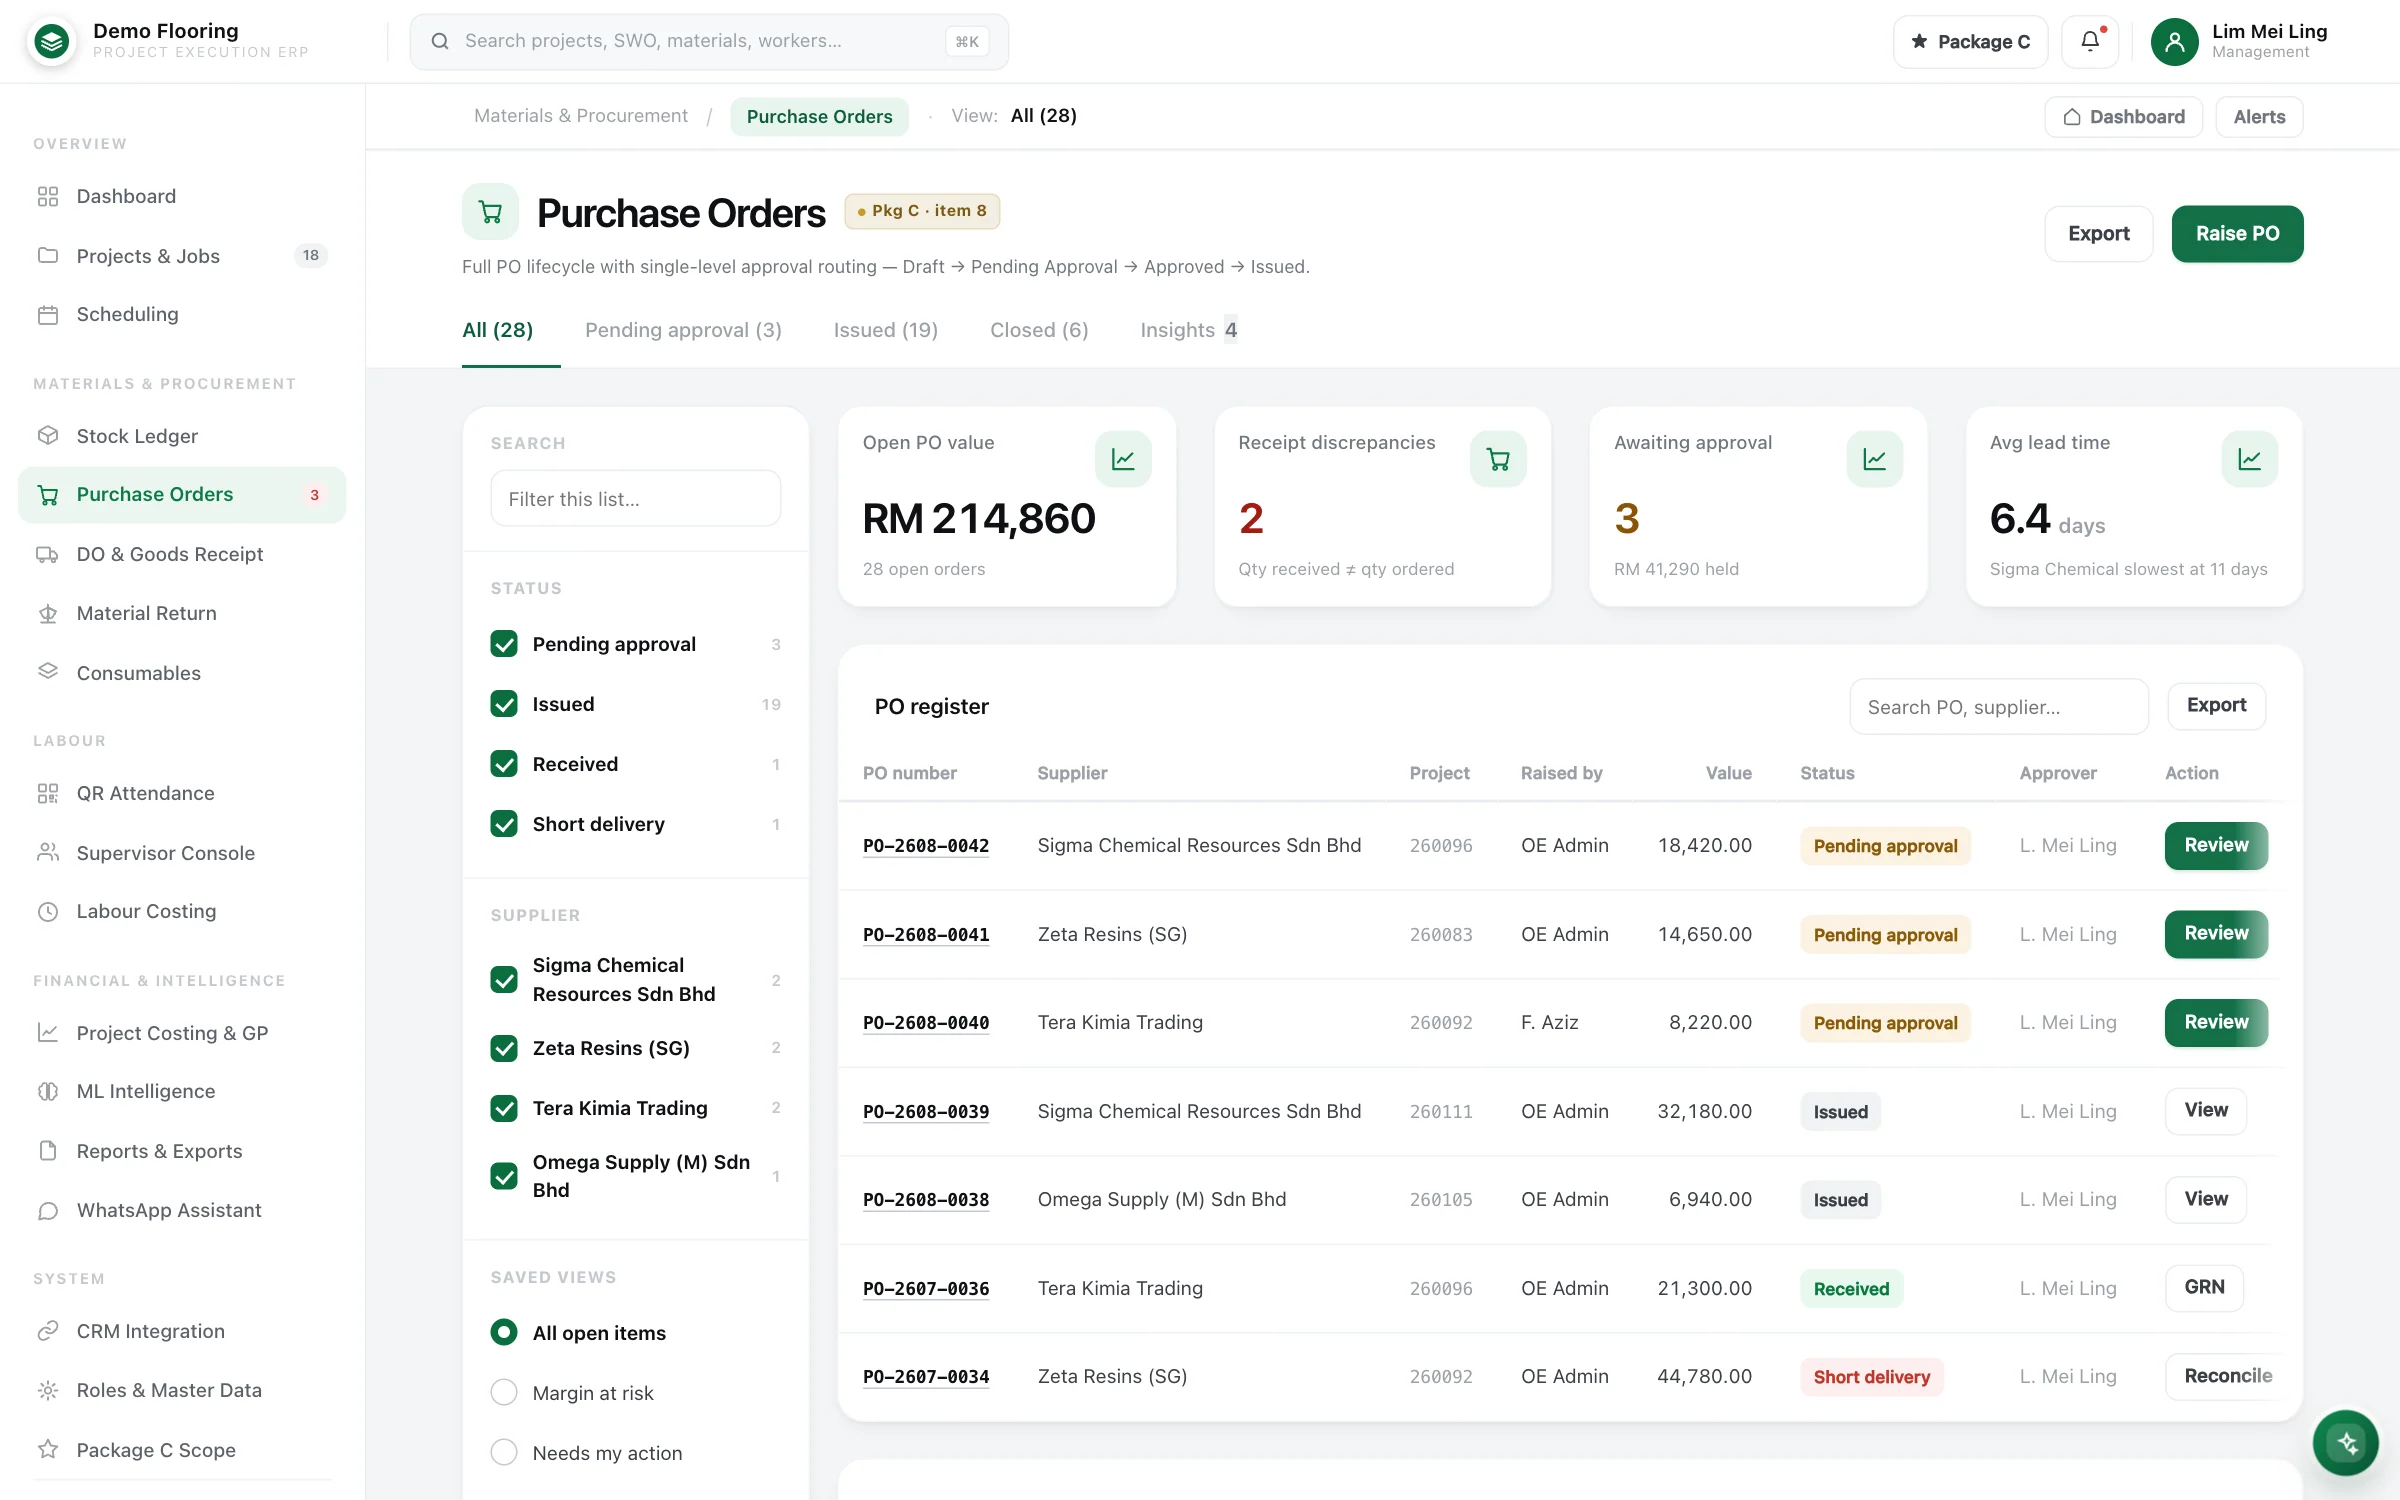 Demo Flooring
PROJECT EXECUTION ERP
Search projects, SWO, materials, workers...
⌘K
★ Package C
Lim Mei Ling
Management
OVERVIEW
Dashboard
Projects & Jobs 18
Scheduling
MATERIALS & PROCUREMENT
Stock Ledger
Purchase Orders 3
DO & Goods Receipt
Material Return
Consumables
LABOUR
QR Attendance
Supervisor Console
Labour Costing
FINANCIAL & INTELLIGENCE
Project Costing & GP
ML Intelligence
Reports & Exports
WhatsApp Assistant
SYSTEM
CRM Integration
Roles & Master Data
Package C Scope
Materials & Procurement / Purchase Orders · View: All (28)
Dashboard
Alerts
Purchase Orders
Pkg C · item 8
Full PO lifecycle with single-level approval routing — Draft → Pending Approval → Approved → Issued.
Export
Raise PO
All (28) Pending approval (3) Issued (19) Closed (6) Insights 4
SEARCH
Filter this list...
STATUS
Pending approval 3
Issued 19
Received 1
Short delivery 1
SUPPLIER
Sigma Chemical
Resources Sdn Bhd 2
Zeta Resins (SG) 2
Tera Kimia Trading 2
Omega Supply (M) Sdn
Bhd 1
SAVED VIEWS
All open items
Margin at risk
Needs my action
Open PO value
RM 214,860
28 open orders
Receipt discrepancies
2
Qty received ≠ qty ordered
Awaiting approval
3
RM 41,290 held
Avg lead time
6.4 days
Sigma Chemical slowest at 11 days
PO register
Search PO, supplier...
Export
PO number Supplier Project Raised by Value Status Approver Action
PO-2608-0042 Sigma Chemical Resources Sdn Bhd 260096 OE Admin 18,420.00 Pending approval L. Mei Ling Review
PO-2608-0041 Zeta Resins (SG) 260083 OE Admin 14,650.00 Pending approval L. Mei Ling Review
PO-2608-0040 Tera Kimia Trading 260092 F. Aziz 8,220.00 Pending approval L. Mei Ling Review
PO-2608-0039 Sigma Chemical Resources Sdn Bhd 260111 OE Admin 32,180.00 Issued L. Mei Ling View
PO-2608-0038 Omega Supply (M) Sdn Bhd 260105 OE Admin 6,940.00 Issued L. Mei Ling View
PO-2607-0036 Tera Kimia Trading 260096 OE Admin 21,300.00 Received L. Mei Ling GRN
PO-2607-0034 Zeta Resins (SG) 260092 OE Admin 44,780.00 Short delivery L. Mei Ling Reconcile